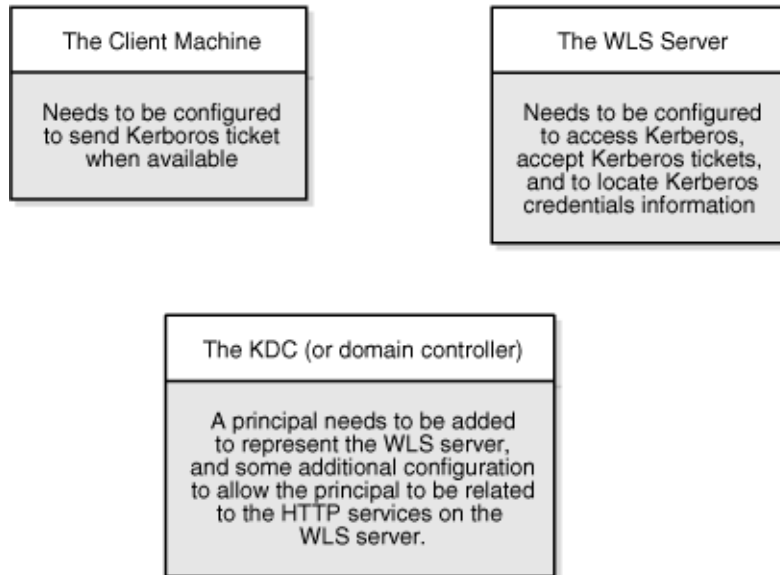 The Client Machine
Needs to be configured
to send Kerboros ticket
when available
The WLS Server
Needs to be configured
to access Kerberos,
accept Kerberos tickets,
and to locate Kerberos
credentials information
The KDC (or domain controller)
A principal needs to be added
to represent the WLS server,
and some additional configuration
to allow the principal to be related
to the HTTP services on the
WLS server.